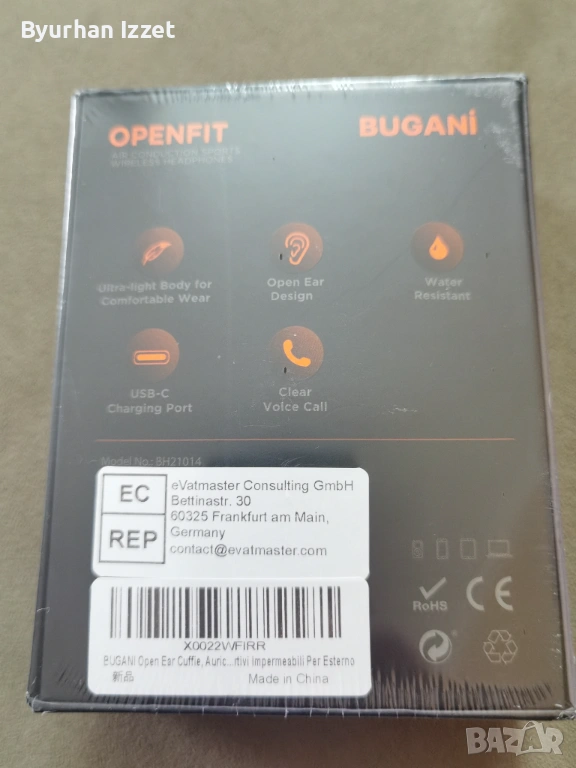 Byurhan Izzet
OPENFIT
BUGANİ
AIR CONDUCTION SPORTS
WIRELESS HEADPHONES
Ultra-light Body for
Comfortable Wear
Open Ear
Design
Water
Resistant
USB-C
Charging Port
Clear
Voice Call
Model No.: BH21014
EC
REP
eVatmaster Consulting GmbH
Bettinastr. 30
60325 Frankfurt am Main,
Germany
contact@evatmaster.com
RoHS
CE
X0022WFIRR
BUGANI Open Ear Cuffie, Auric...rtivi Impermeabili Per Esterno
新品
Made in China
BAZAR